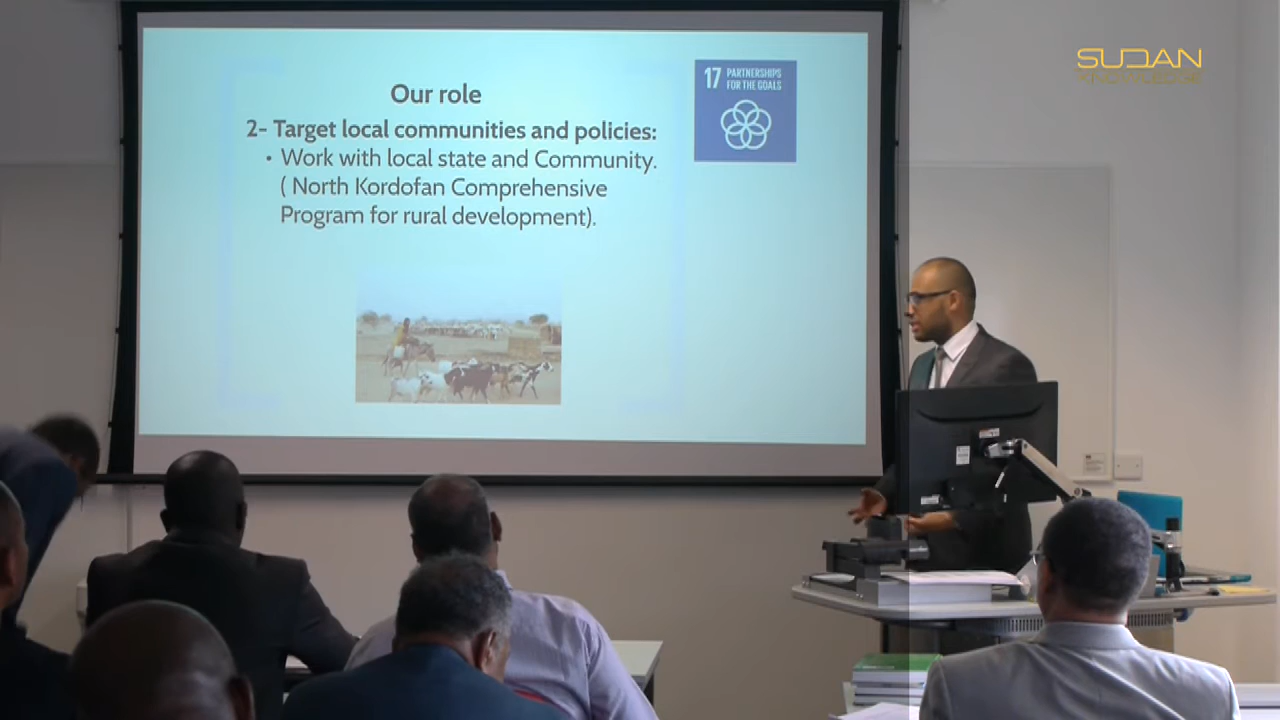 Our role
2- Target local communities and policies:
• Work with local state and Community.
( North Kordofan Comprehensive
Program for rural development).
17 PARTNERSHIPS
FOR THE GOALS
SUDAN
KNOWLEDGE